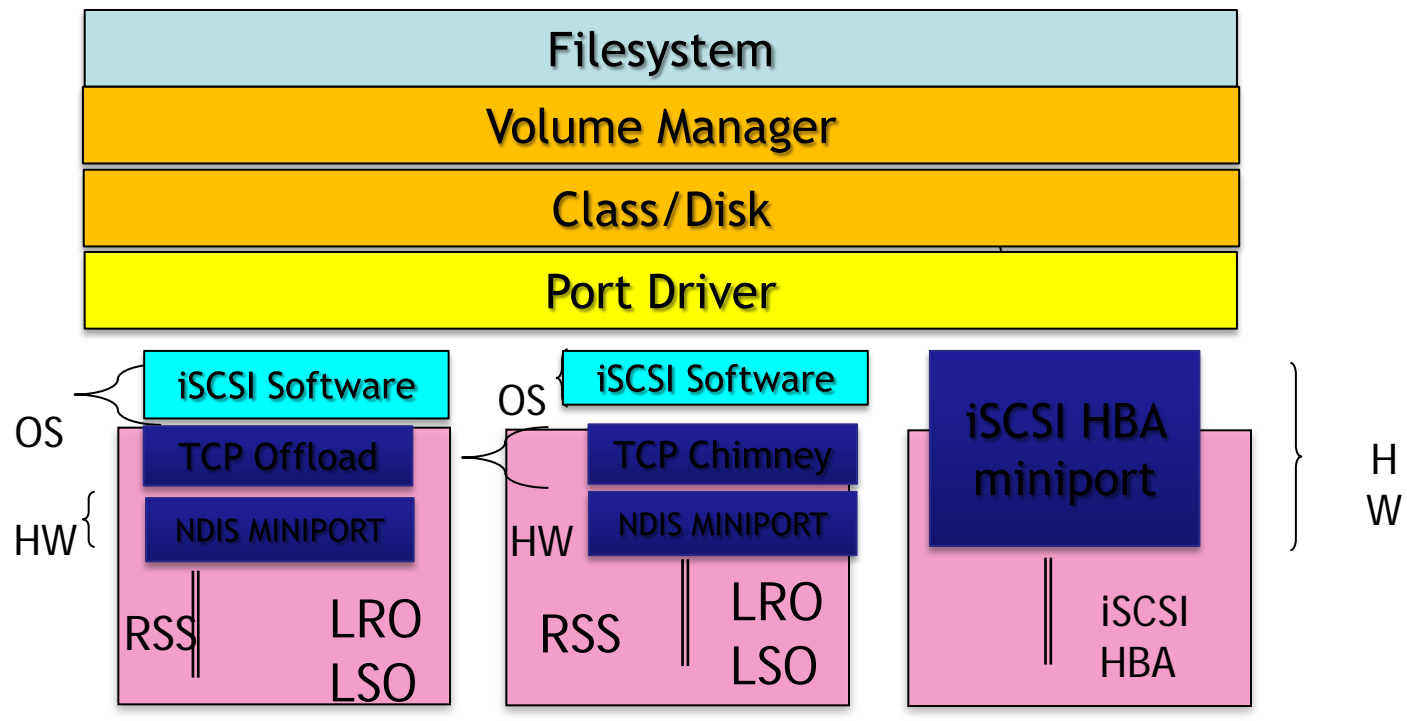 Filesystem
Volume Manager
Class/Disk
Port Driver
OS
iSCSI Software
TCP Offload
HW
NDIS MINIPORT
RSS
LRO
LSO
OS
iSCSI Software
TCP Chimney
HW
NDIS MINIPORT
RSS
LRO
LSO
iSCSI HBA
miniport
iSCSI
HBA
H
W